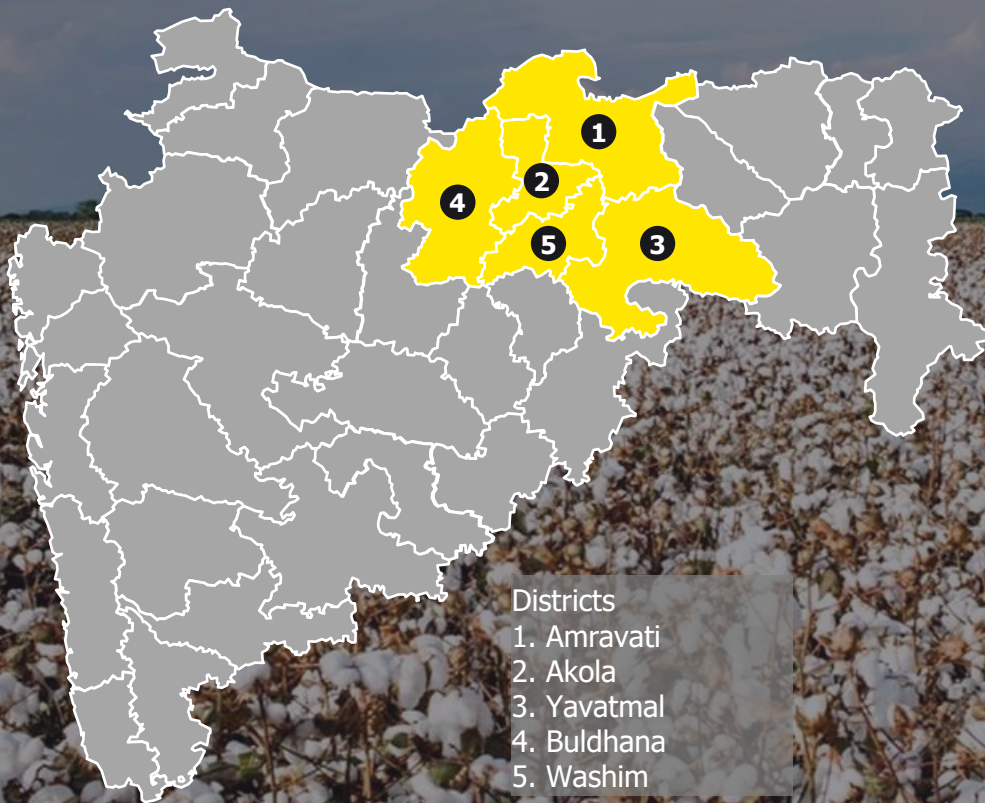 1
2
4
5
3
Districts
1. Amravati
2. Akola
3. Yavatmal
4. Buldhana
5. Washim